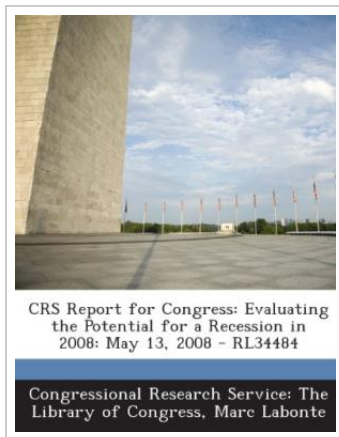 CRS Report for Congress: Evaluating
the Potential for a Recession in
2008: May 13, 2008 - RL34484
Congressional Research Service: The
Library of Congress, Marc Labonte